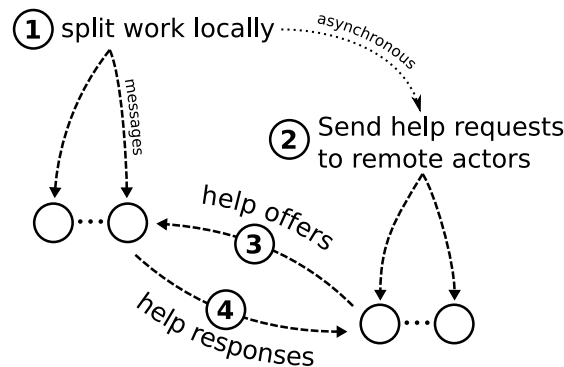 1 split work locally
asynchronous
messages
2 Send help requests
to remote actors
help offers
3
4
help responses